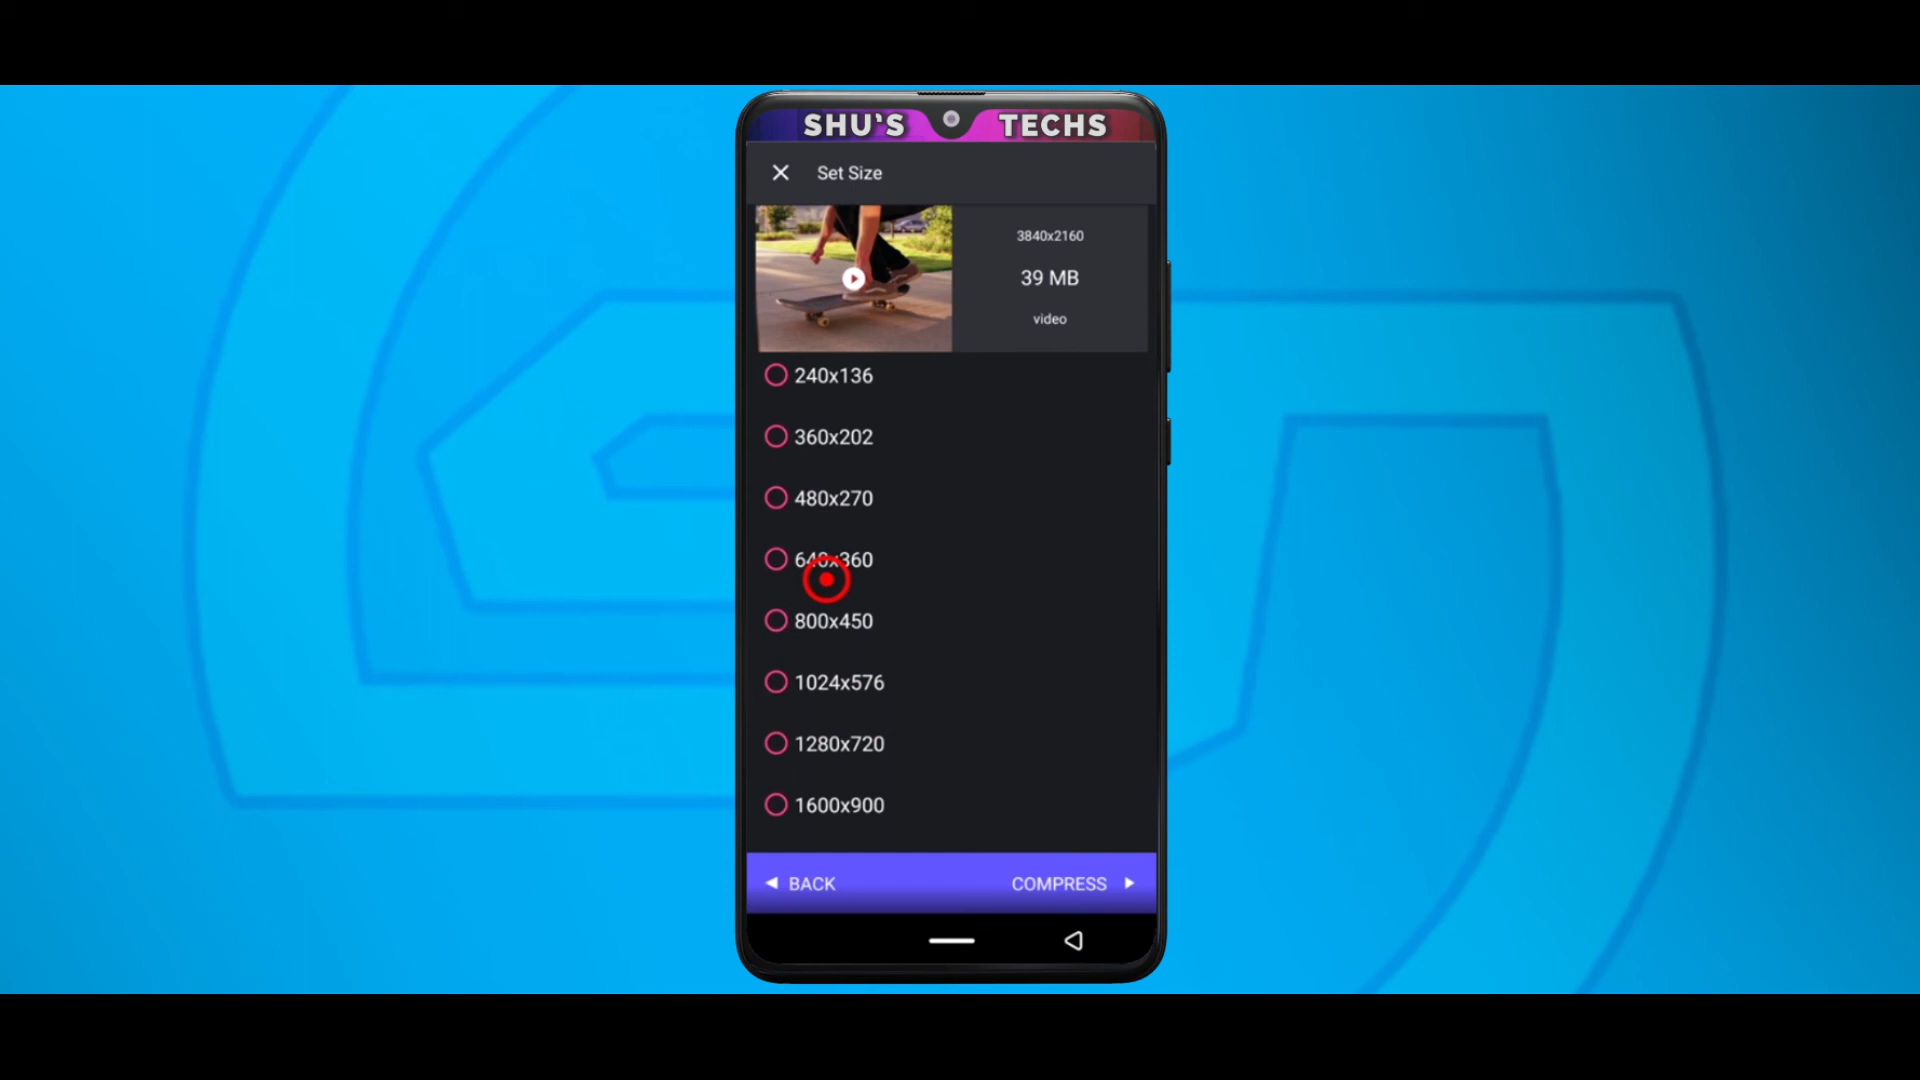 SHU'S TECHS
Set Size
3840x2160
39 MB
video
240x136
360x202
480x270
640x360
800x450
1024x576
1280x720
1600x900
BACK COMPRESS